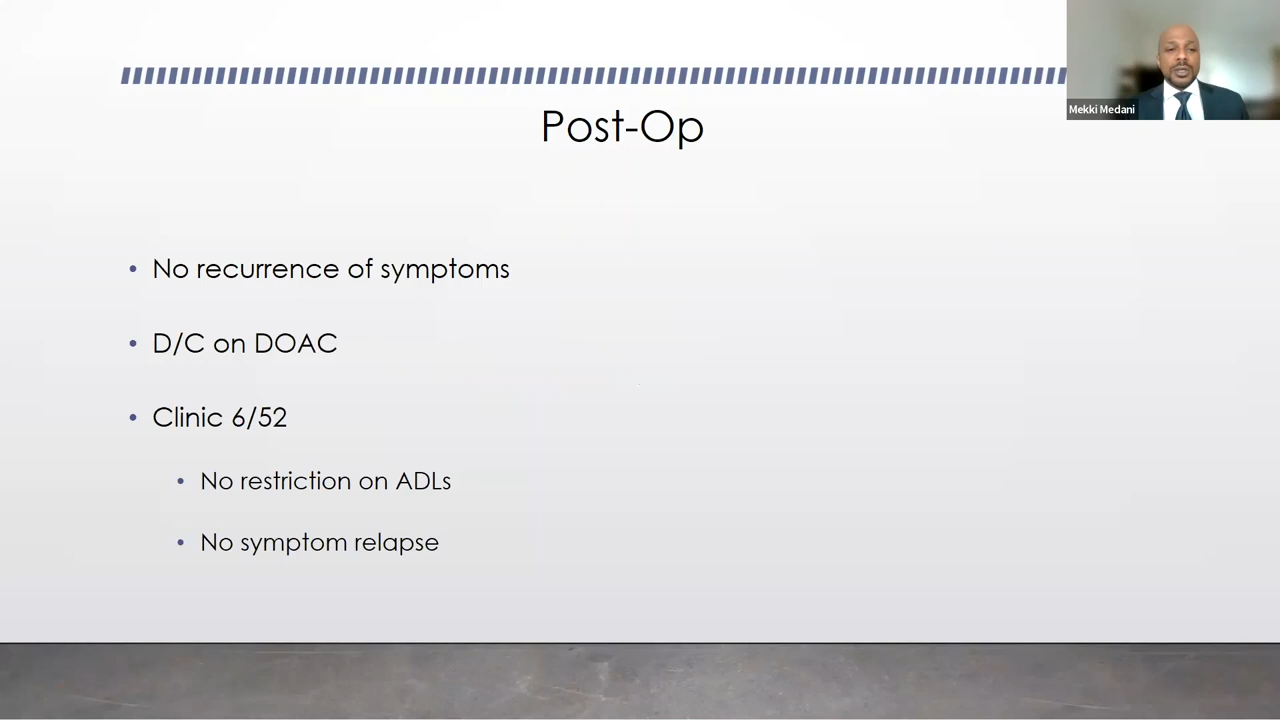 Mekki Medani
Post-Op
• No recurrence of symptoms
• D/C on DOAC
• Clinic 6/52
• No restriction on ADLs
• No symptom relapse